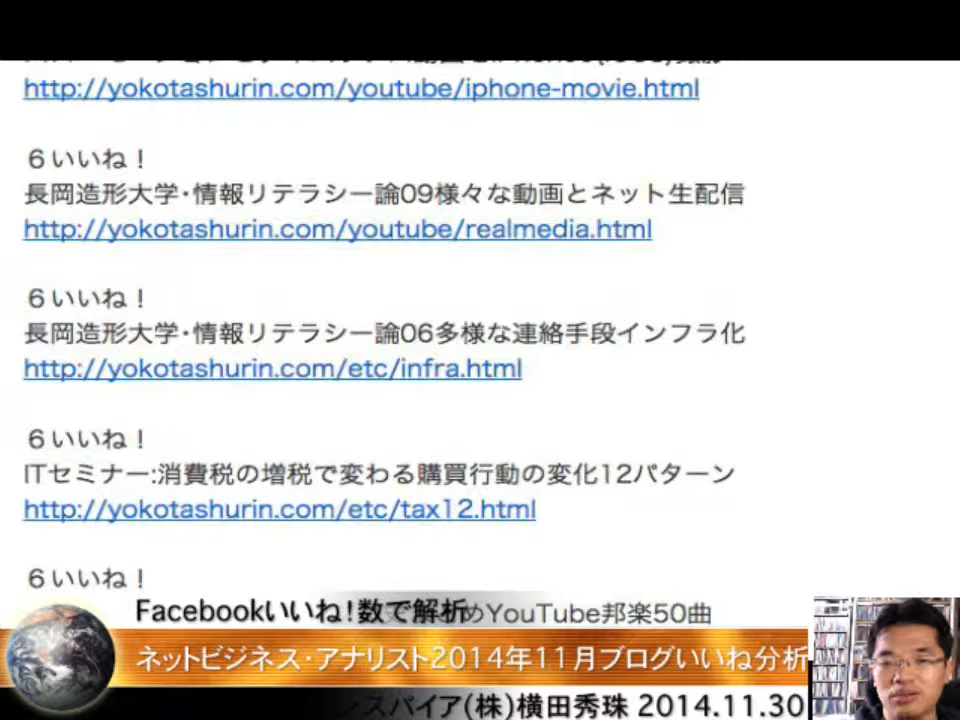 http://yokotashurin.com/youtube/iphone-movie.html
6いいね！
長岡造形大学・情報リテラシー論09様々な動画とネット生配信
http://yokotashurin.com/youtube/realmedia.html
6いいね！
長岡造形大学・情報リテラシー論06多様な連絡手段インフラ化
http://yokotashurin.com/etc/infra.html
6いいね！
ITセミナー:消費税の増税で変わる購買行動の変化12パターン
http://yokotashurin.com/etc/tax12.html
6いいね！
Facebookいいね！数で解析
めYouTube邦楽50曲
ネットビジネス・アナリスト2014年11月ブログいいね分析
ンスパイア(株)横田秀珠 2014.11.30